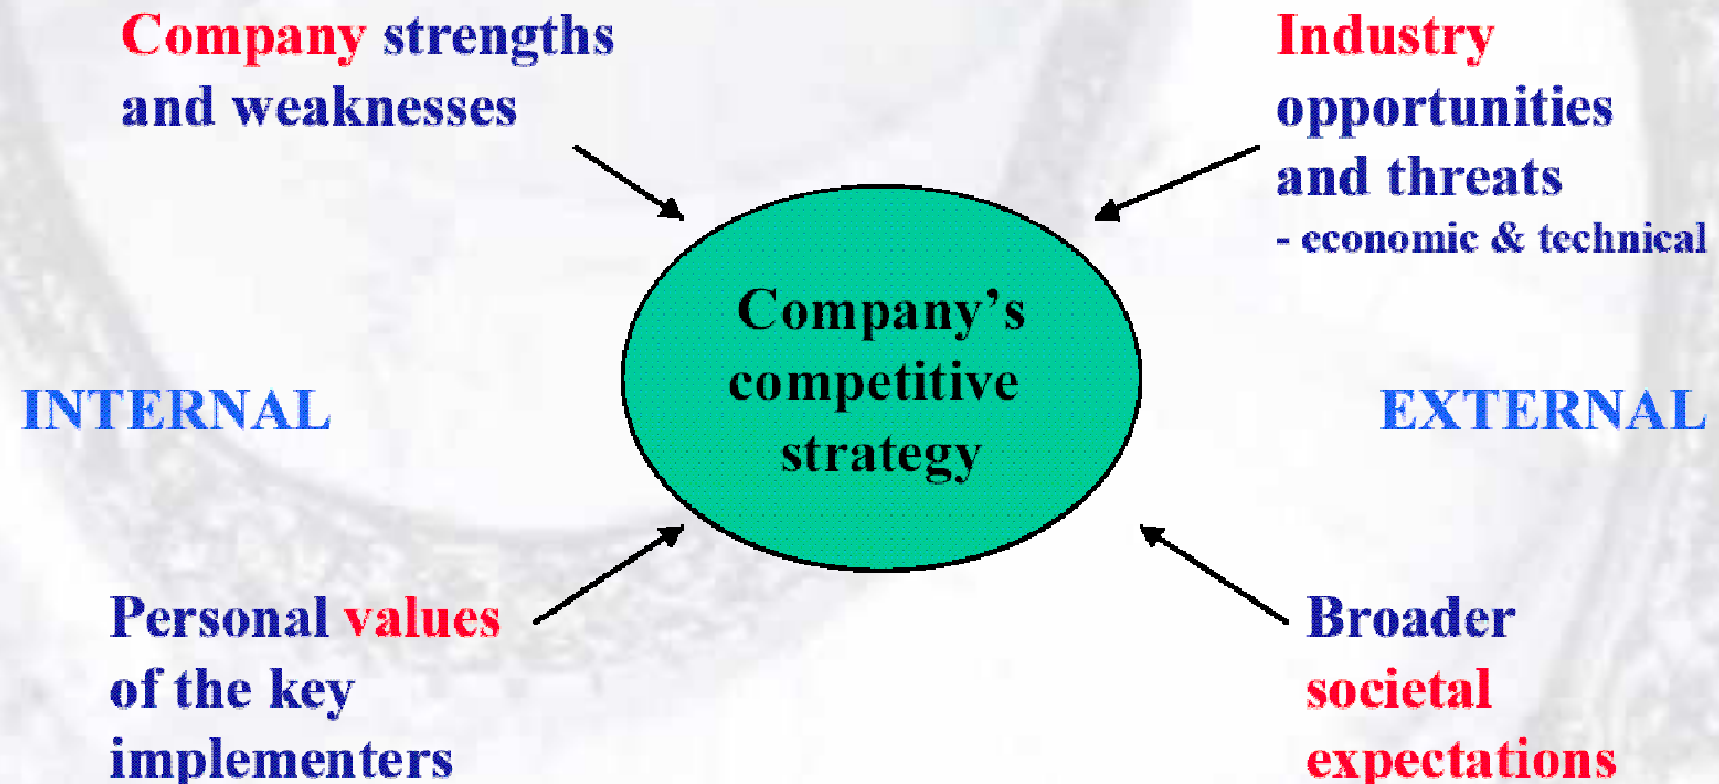 Company strengths
and weaknesses
Industry
opportunities
and threats
- economic & technical
Company's
competitive
strategy
INTERNAL
EXTERNAL
Personal values
of the key
implementers
Broader
societal
expectations